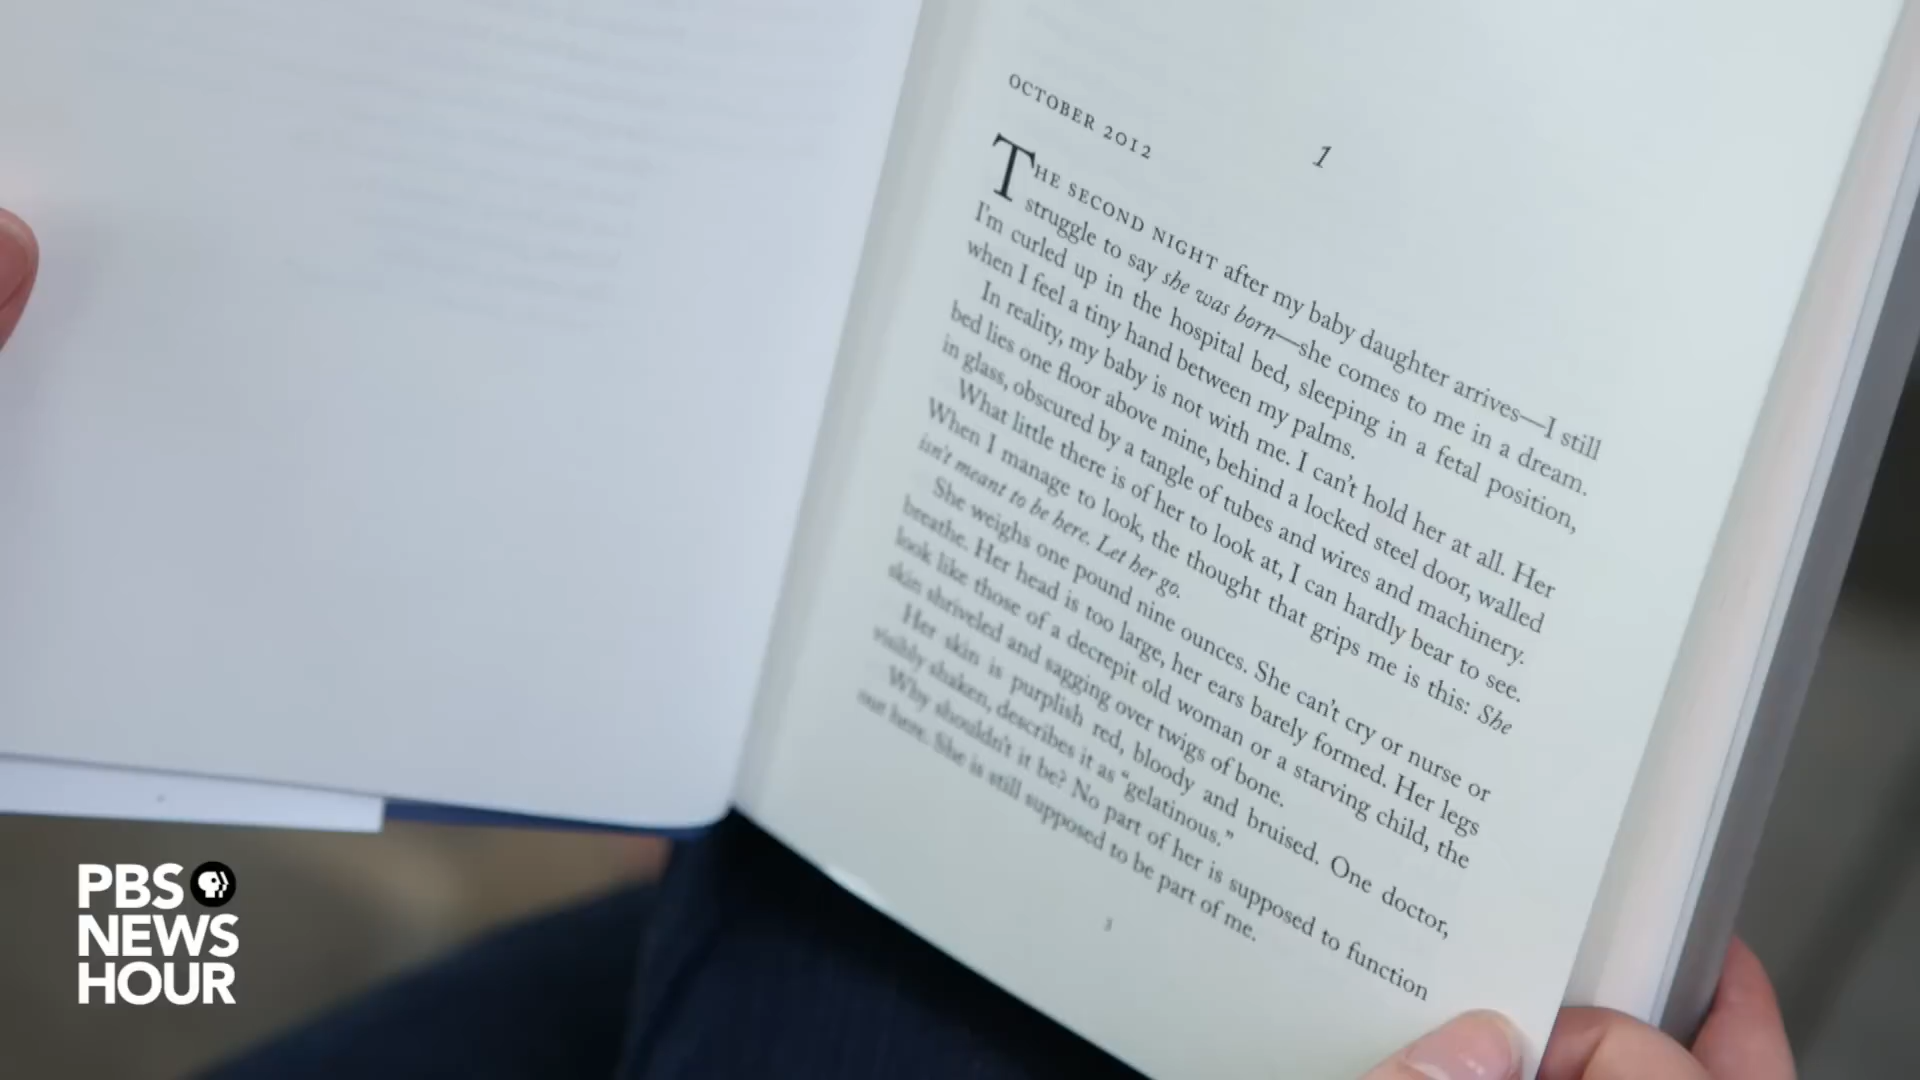 OCTOBER 2012
1
THE SECOND NIGHT after my baby daughter arrives—I still
struggle to say she was born—she comes to me in a dream.
I'm curled up in the hospital bed, sleeping in a fetal position,
when I feel a tiny hand between my palms.
In reality, my baby is not with me. I can't hold her at all. Her
bed lies one floor above mine, behind a locked steel door, walled
in glass, obscured by a tangle of tubes and wires and machinery.
What little there is of her to look at, I can hardly bear to see.
When I manage to look, the thought that grips me is this: She
isn't meant to be here. Let her go.
She weighs one pound nine ounces. She can't cry or nurse or
breathe. Her head is too large, her ears barely formed. Her legs
look like those of a decrepit old woman or a starving child, the
skin shriveled and sagging over twigs of bone.
Her skin is purplish red, bloody and bruised. One doctor,
visibly shaken, describes it as "gelatinous."
Why shouldn't it be? No part of her is supposed to function
out here. She is still supposed to be part of me.
3
PBS
NEWS
HOUR